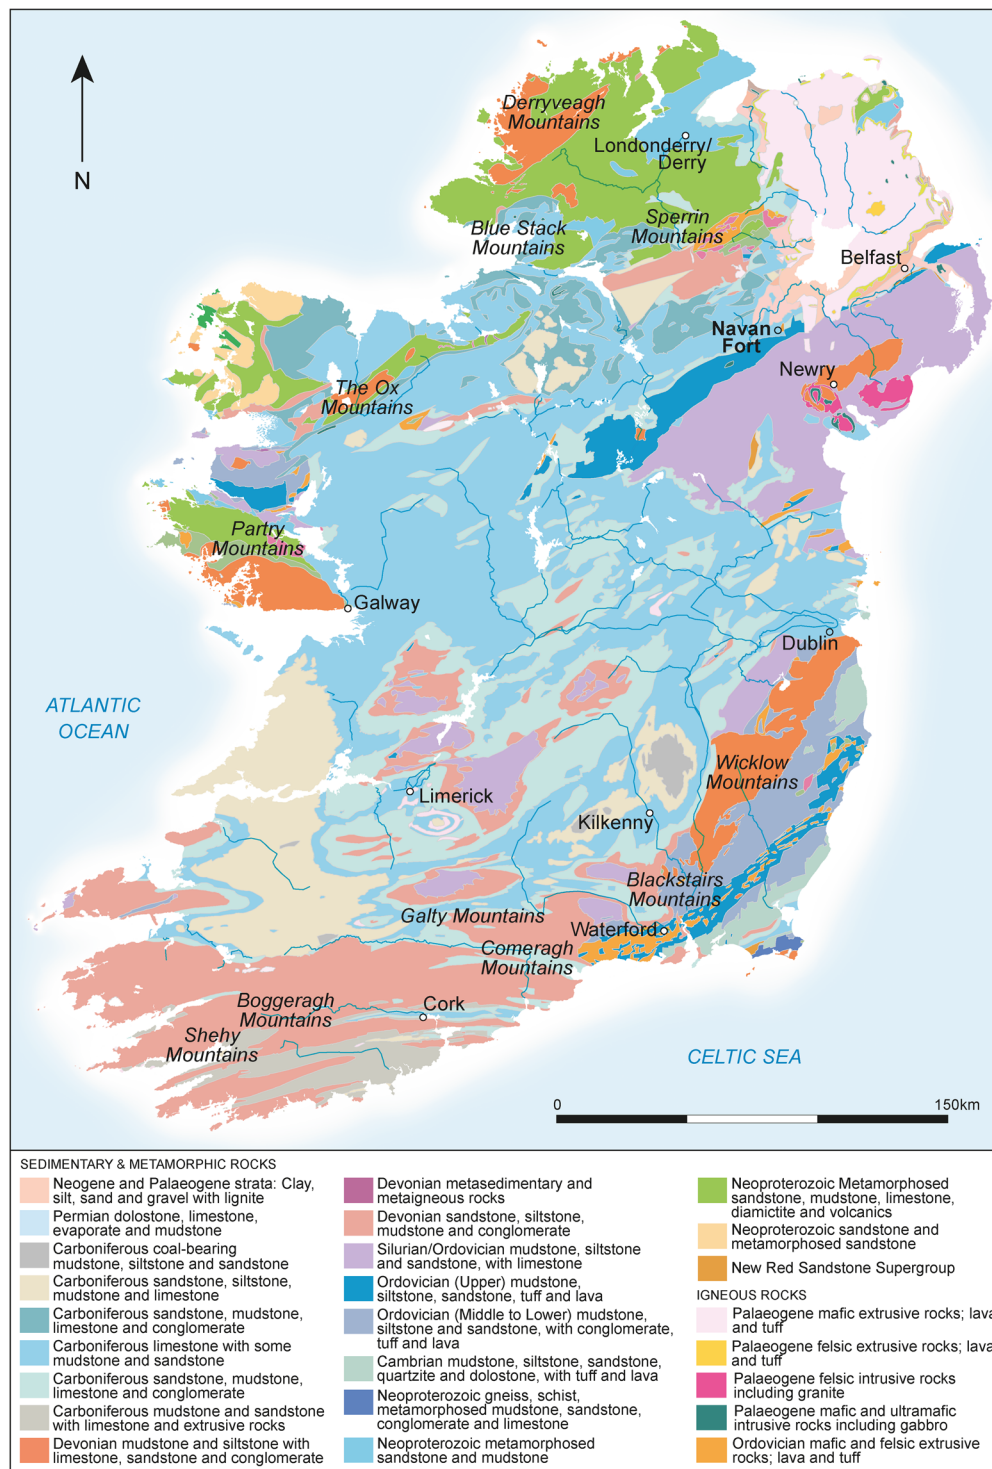 Derryveagh
Mountains
Londonderry/
Derry
N
Blue Stack
Mountains
Sperrin
Mountains
Belfast
Navan
Fort
Newry
The Ox
Mountains
Partry
Mountains
Galway
Dublin
ATLANTIC
OCEAN
Wicklow
Mountains
Limerick
Kilkenny
Blackstairs
Mountains
Galty Mountains
Waterford
Comeragh
Mountains
Boggeragh
Mountains
Cork
Shehy
Mountains
CELTIC SEA
0 150km
SEDIMENTARY & METAMORPHIC ROCKS
Neogene and Palaeogene strata: Clay,
silt, sand and gravel with lignite
Permian dolostone, limestone,
evaporite and mudstone
Carboniferous coal-bearing
mudstone, siltstone and sandstone
Carboniferous sandstone, siltstone,
mudstone and limestone
Carboniferous sandstone, mudstone,
limestone and conglomerate
Carboniferous limestone with some
mudstone and sandstone
Carboniferous sandstone, mudstone,
limestone and conglomerate
Carboniferous mudstone and sandstone
with limestone and extrusive rocks
Devonian mudstone and siltstone with
limestone, sandstone and conglomerate
Devonian metasedimentary and
metaigneous rocks
Devonian sandstone, siltstone,
mudstone and conglomerate
Silurian/Ordovician mudstone, siltstone
and sandstone, with limestone
Ordovician (Upper) mudstone,
siltstone, sandstone, tuff and lava
Ordovician (Middle to Lower) mudstone,
siltstone and sandstone, with conglomerate,
tuff and lava
Cambrian mudstone, siltstone, sandstone,
quartzite and dolostone, with tuff and lava
Neoproterozoic gneiss, schist,
metamorphosed mudstone, sandstone,
conglomerate and limestone
Neoproterozoic metamorphosed
sandstone and mudstone
Neoproterozoic Metamorphosed
sandstone, mudstone, limestone,
diamictite and volcanics
Neoproterozoic sandstone and
metamorphosed sandstone
New Red Sandstone Supergroup
IGNEOUS ROCKS
Palaeogene mafic extrusive rocks; lava
and tuff
Palaeogene felsic extrusive rocks; lava
and tuff
Palaeogene felsic intrusive rocks
including granite
Palaeogene mafic and ultramafic
intrusive rocks including gabbro
Ordovician mafic and felsic extrusive
rocks; lava and tuff